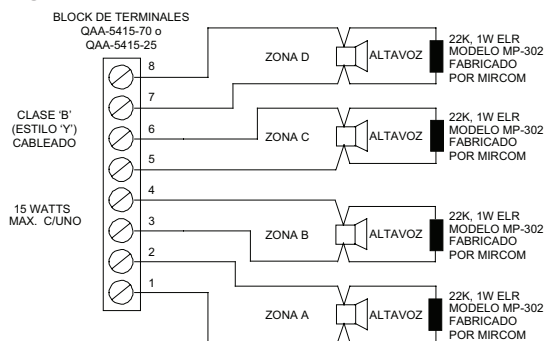 BLOCK DE TERMINALES
QAA-5415-70 o
QAA-5415-25
8
7
6
5
4
3
2
1
CLASE 'B'
(ESTILO 'Y')
CABLEADO
15 WATTS
MAX. C/UNO
ZONA D
ALTAVOZ
22K, 1W ELR
MODELO MP-302
FABRICADO
POR MIRCOM
ZONA C
ALTAVOZ
22K, 1W ELR
MODELO MP-302
FABRICADO
POR MIRCOM
ZONA B
ALTAVOZ
22K, 1W ELR
MODELO MP-302
FABRICADO
POR MIRCOM
ZONA A
ALTAVOZ
22K, 1W ELR
MODELO MP-302
FABRICADO
POR MIRCOM